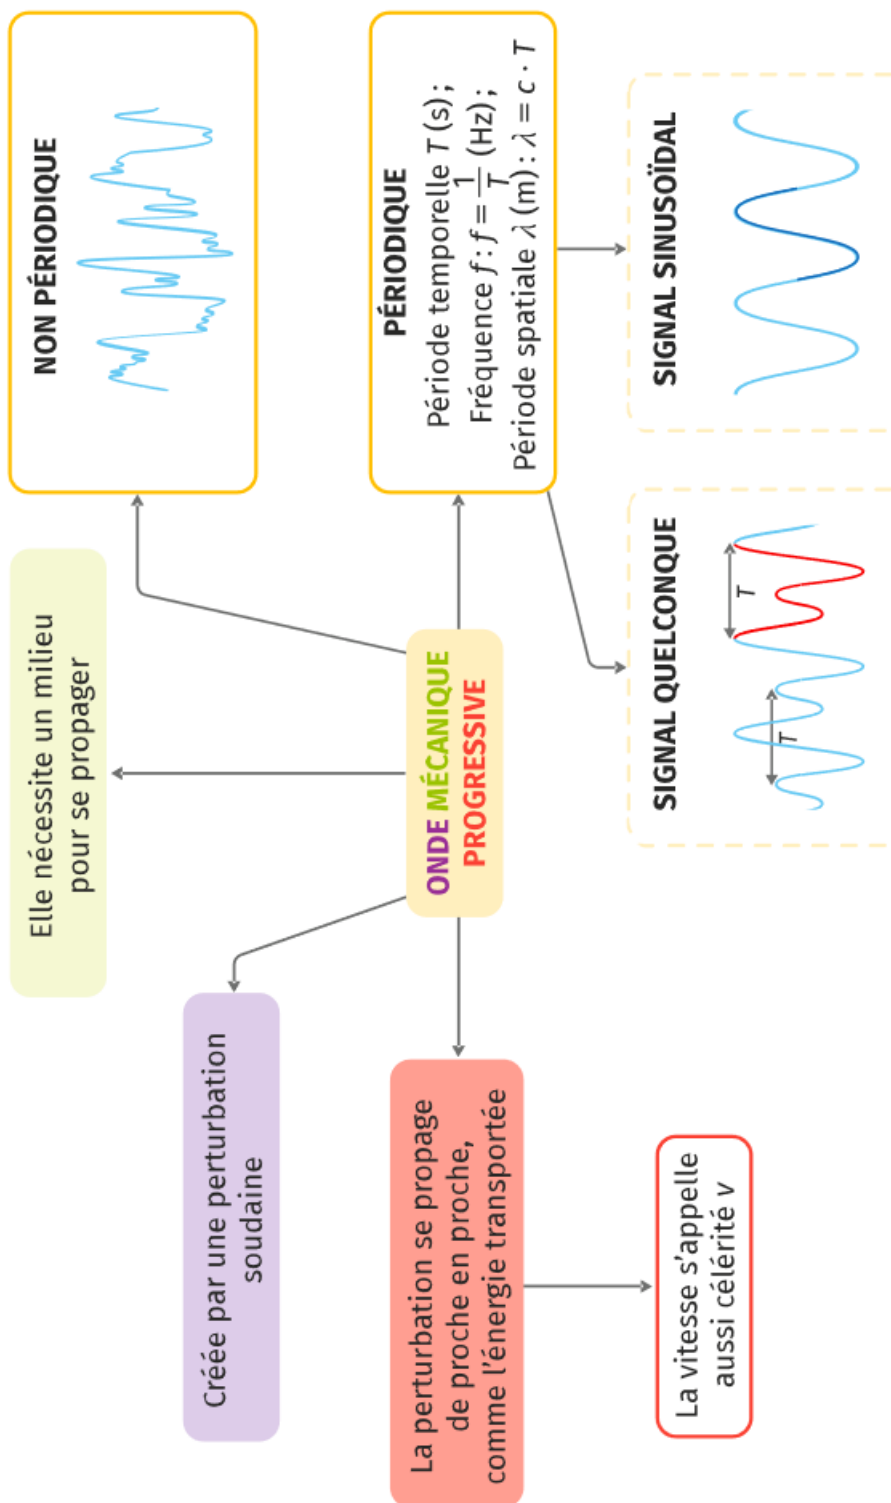 Elle nécessite un milieu
pour se propager
Créée par une perturbation
soudaine
NON PÉRIODIQUE
ONDE MÉCANIQUE
PROGRESSIVE
La perturbation se propage
de proche en proche,
comme l'énergie transportée
PÉRIODIQUE
Période temporelle T (s);
Fréquence f : f = 1/T (Hz);
Période spatiale λ (m) : λ = c · T
La vitesse s'appelle
aussi célérité v
SIGNAL QUELCONQUE
T
T
SIGNAL SINUSOÏDAL